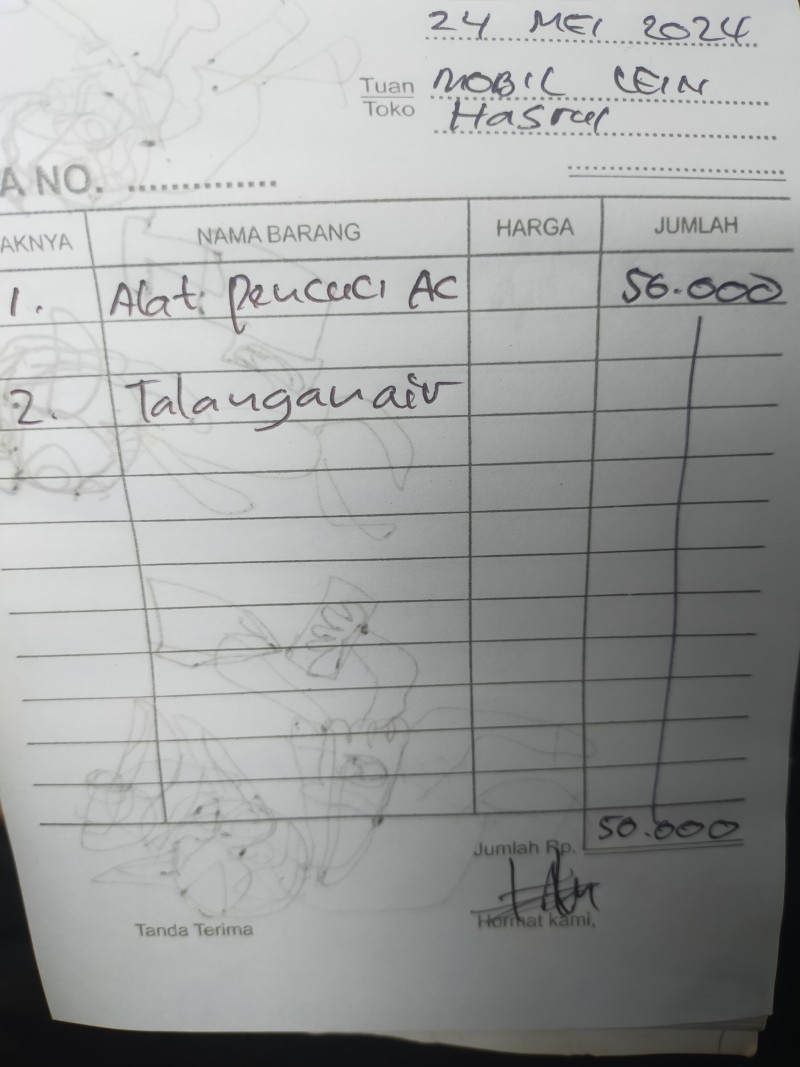 24 MEI 2024
Tuan MOBIL CEIN
Toko Hasrul
A NO. ....................
AKNYA NAMA BARANG HARGA JUMLAH
1. Alat Pencuci AC 50.000
2. Talangan air
50.000
Jumlah Rp.
Tanda Terima Hormat kami,